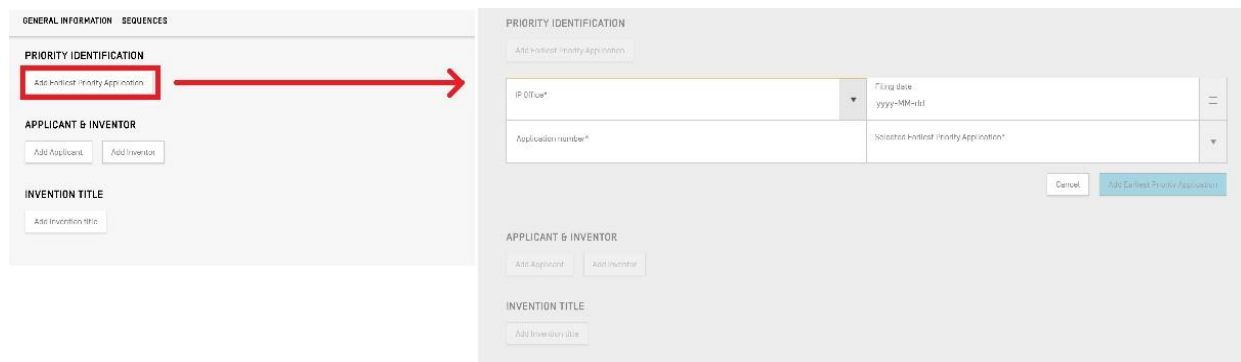 GENERAL INFORMATION SEQUENCES
PRIORITY IDENTIFICATION
Add Earliest Priority Application
APPLICANT & INVENTOR
Add Applicant Add Inventor
INVENTION TITLE
Add Invention title
PRIORITY IDENTIFICATION
Add Earliest Priority Application
IP Office* Filing date
yyyy-MM-dd
Application number* Selected Earliest Priority Application*
Cancel Add Earliest Priority Application
APPLICANT & INVENTOR
Add Applicant Add Inventor
INVENTION TITLE
Add Invention title